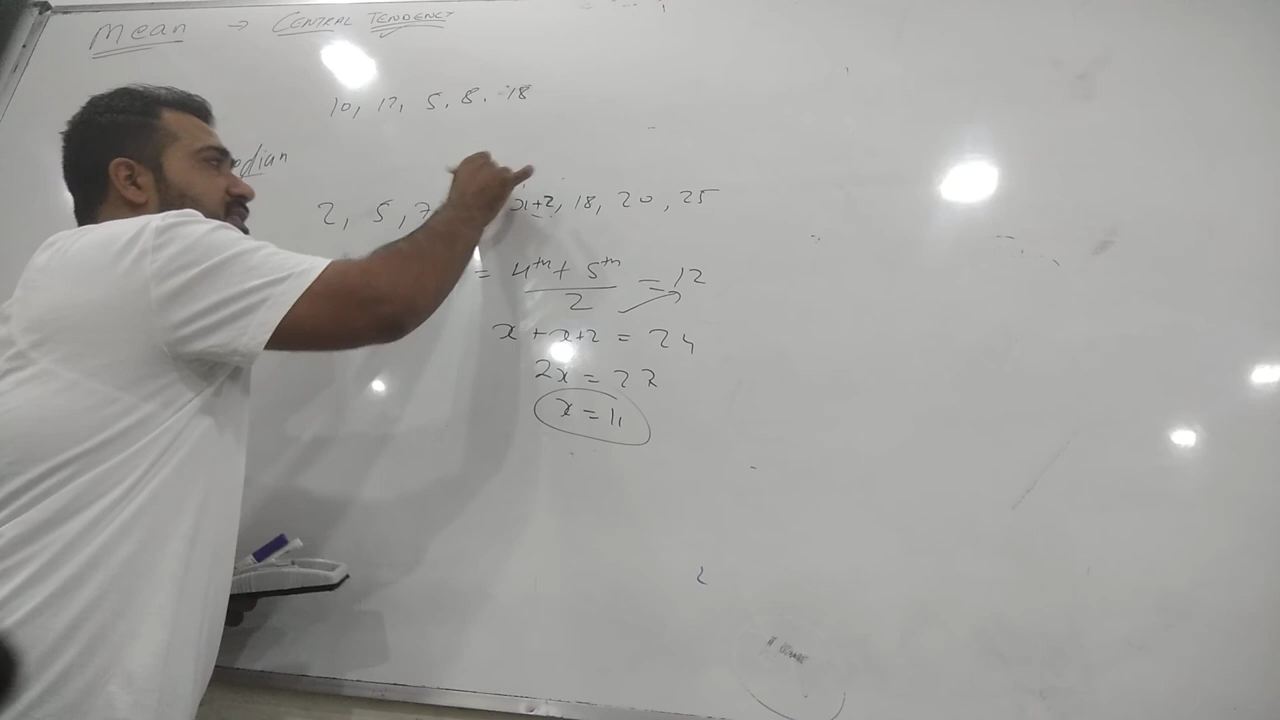 Mean → CENTRAL TENDENCY
10, 12, 5, 8, 18
edian
2, 5, 7 x+2, 18, 20, 25
= 4th + 5th / 2 = 12
x + x+2 = 24
2x = 22
x = 11